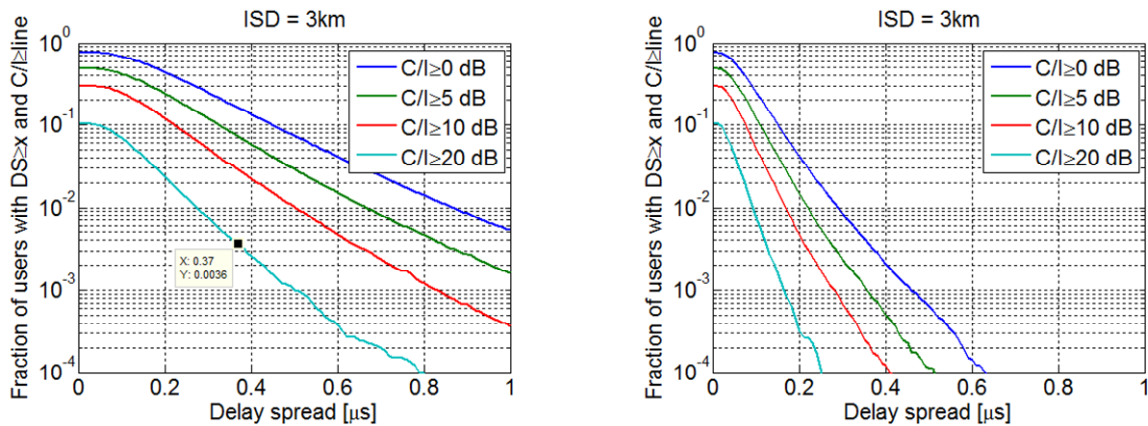 ISD = 3km
Fraction of users with DS≥x and C/I≥line
10⁰
10⁻¹
10⁻²
10⁻³
10⁻⁴
C/I≥0 dB
C/I≥5 dB
C/I≥10 dB
C/I≥20 dB
X: 0.37
Y: 0.0036
0 0.2 0.4 0.6 0.8 1
Delay spread [μs]
ISD = 3km
Fraction of users with DS≥x and C/I≥line
10⁰
10⁻¹
10⁻²
10⁻³
10⁻⁴
C/I≥0 dB
C/I≥5 dB
C/I≥10 dB
C/I≥20 dB
0 0.2 0.4 0.6 0.8 1
Delay spread [μs]